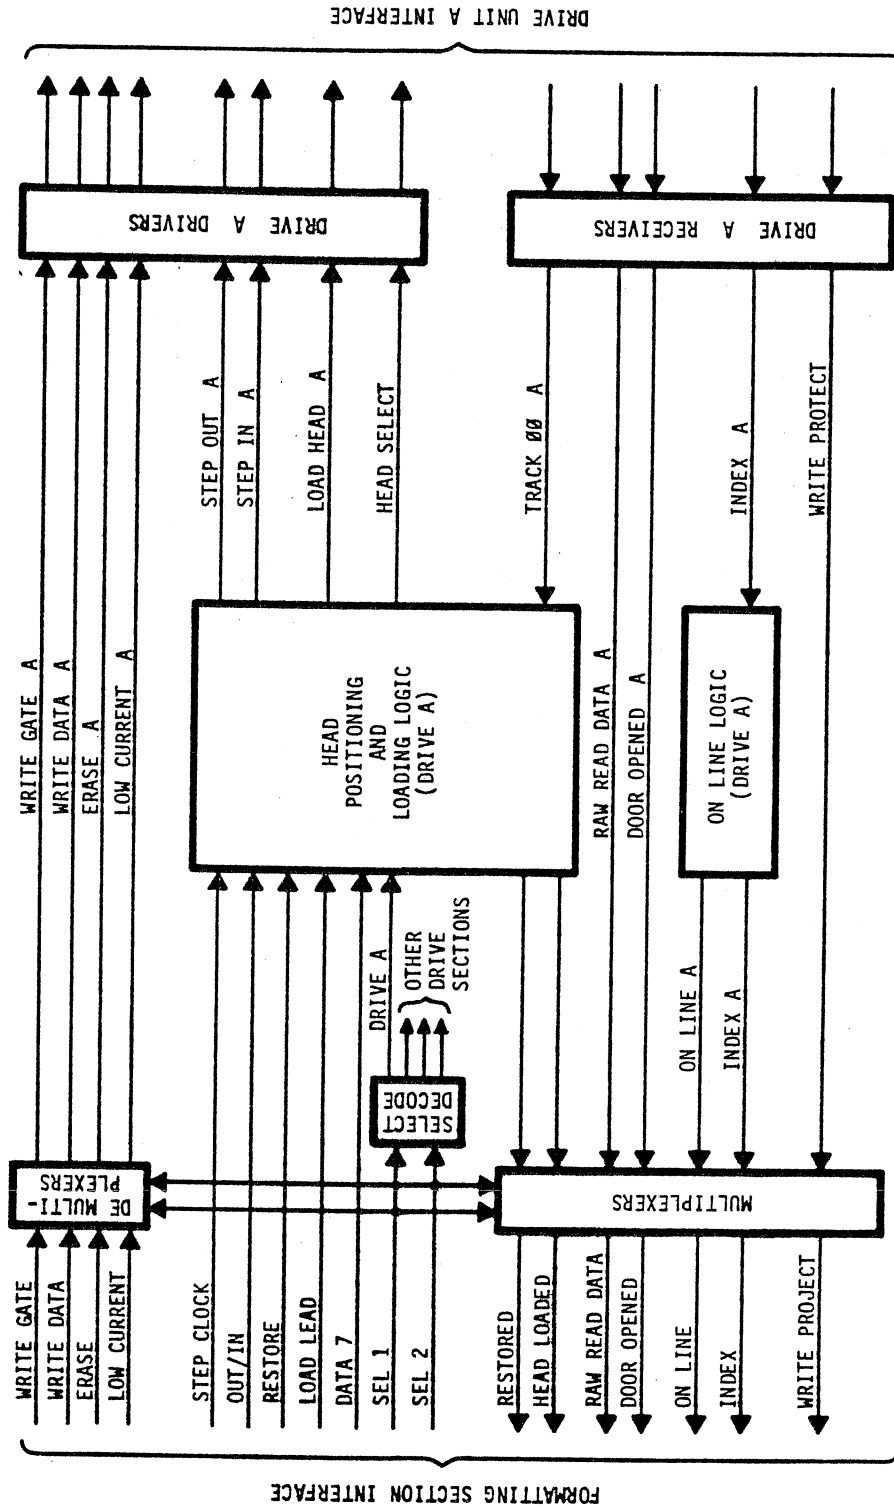 FORMATTING SECTION INTERFACE
WRITE GATE
WRITE DATA
ERASE
LOW CURRENT
STEP CLOCK
OUT/IN
RESTORE
LOAD LEAD
DATA 7
SEL 1
SEL 2
RESTORED
HEAD LOADED
RAW READ DATA
DOOR OPENED
ON LINE
INDEX
WRITE PROJECT
DE MULTI-
PLEXERS
SELECT
DECODE
MULTIPLEXERS
DRIVE A
OTHER
DRIVE
SECTIONS
ON LINE A
INDEX A
WRITE GATE A
WRITE DATA A
ERASE A
LOW CURRENT A
HEAD
POSITIONING
AND
LOADING LOGIC
(DRIVE A)
RAW READ DATA A
DOOR OPENED A
ON LINE LOGIC
(DRIVE A)
STEP OUT A
STEP IN A
LOAD HEAD A
HEAD SELECT
TRACK 00 A
INDEX A
WRITE PROTECT
DRIVE A DRIVERS
DRIVE A RECEIVERS
DRIVE UNIT A INTERFACE